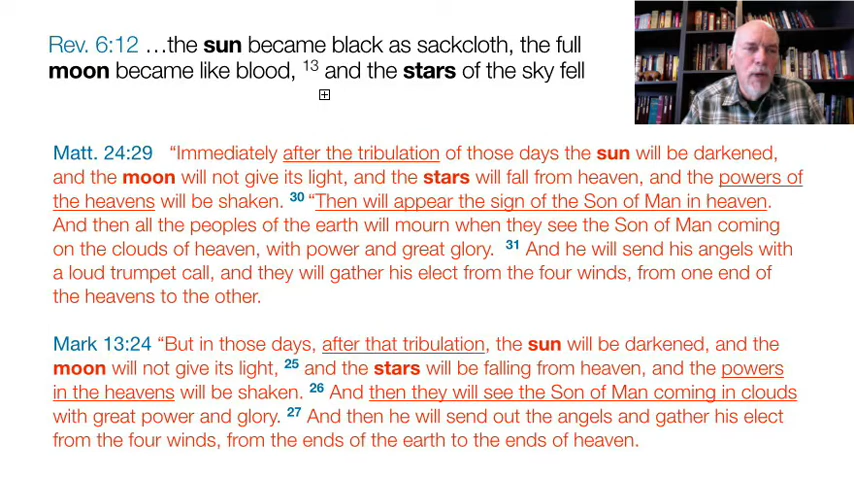 Rev. 6:12 …the sun became black as sackcloth, the full
moon became like blood, 13 and the stars of the sky fell
Matt. 24:29 “Immediately after the tribulation of those days the sun will be darkened,
and the moon will not give its light, and the stars will fall from heaven, and the powers of
the heavens will be shaken. 30 “Then will appear the sign of the Son of Man in heaven.
And then all the peoples of the earth will mourn when they see the Son of Man coming
on the clouds of heaven, with power and great glory. 31 And he will send his angels with
a loud trumpet call, and they will gather his elect from the four winds, from one end of
the heavens to the other.
Mark 13:24 “But in those days, after that tribulation, the sun will be darkened, and the
moon will not give its light, 25 and the stars will be falling from heaven, and the powers
in the heavens will be shaken. 26 And then they will see the Son of Man coming in clouds
with great power and glory. 27 And then he will send out the angels and gather his elect
from the four winds, from the ends of the earth to the ends of heaven.